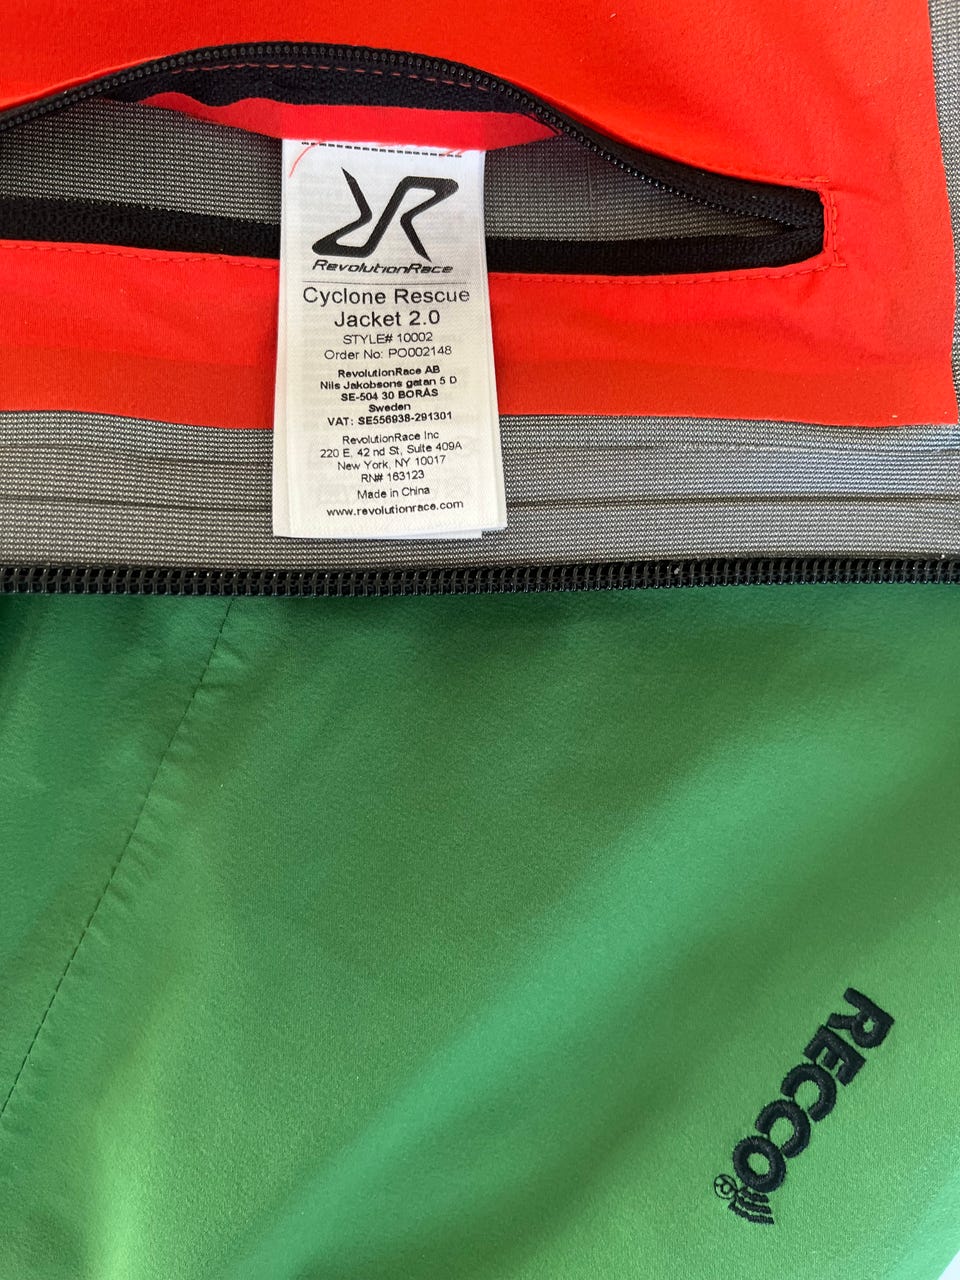 RevolutionRace
Cyclone Rescue
Jacket 2.0
STYLE# 10002
Order No: PO002148
RevolutionRace AB
Nils Jakobsons gatan 5 D
SE-504 30 BORÅS
Sweden
VAT: SE556938-291301
RevolutionRace Inc
220 E. 42 nd St, Suite 409A
New York, NY 10017
RN# 163123
Made in China
www.revolutionrace.com
RECCO®